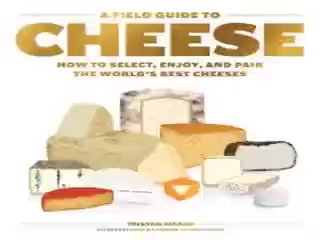 A FIELD GUIDE TO
CHEESE
HOW TO SELECT, ENJOY, AND PAIR
THE WORLD'S BEST CHEESES